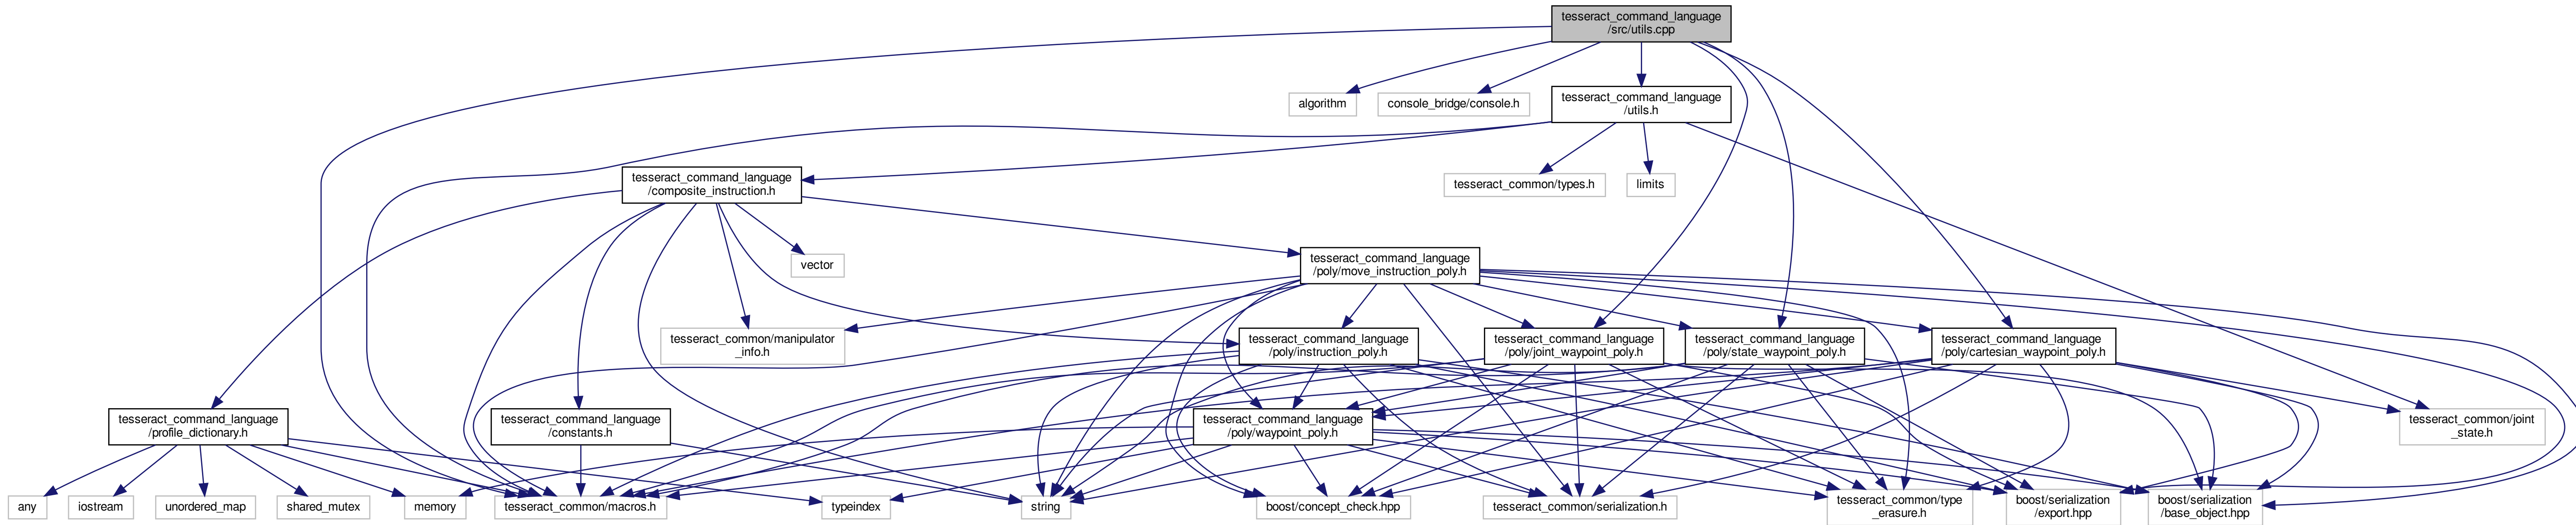 tesseract_command_language
/src/utils.cpp
algorithm
console_bridge/console.h
tesseract_command_language
/utils.h
tesseract_command_language
/composite_instruction.h
tesseract_common/types.h
limits
vector
tesseract_command_language
/poly/move_instruction_poly.h
tesseract_common/manipulator
_info.h
tesseract_command_language
/poly/instruction_poly.h
tesseract_command_language
/poly/joint_waypoint_poly.h
tesseract_command_language
/poly/state_waypoint_poly.h
tesseract_command_language
/poly/cartesian_waypoint_poly.h
tesseract_command_language
/profile_dictionary.h
tesseract_command_language
/constants.h
tesseract_command_language
/poly/waypoint_poly.h
tesseract_common/joint
_state.h
any
iostream
unordered_map
shared_mutex
memory
tesseract_common/macros.h
typeindex
string
boost/concept_check.hpp
tesseract_common/serialization.h
tesseract_common/type
_erasure.h
boost/serialization
/export.hpp
boost/serialization
/base_object.hpp